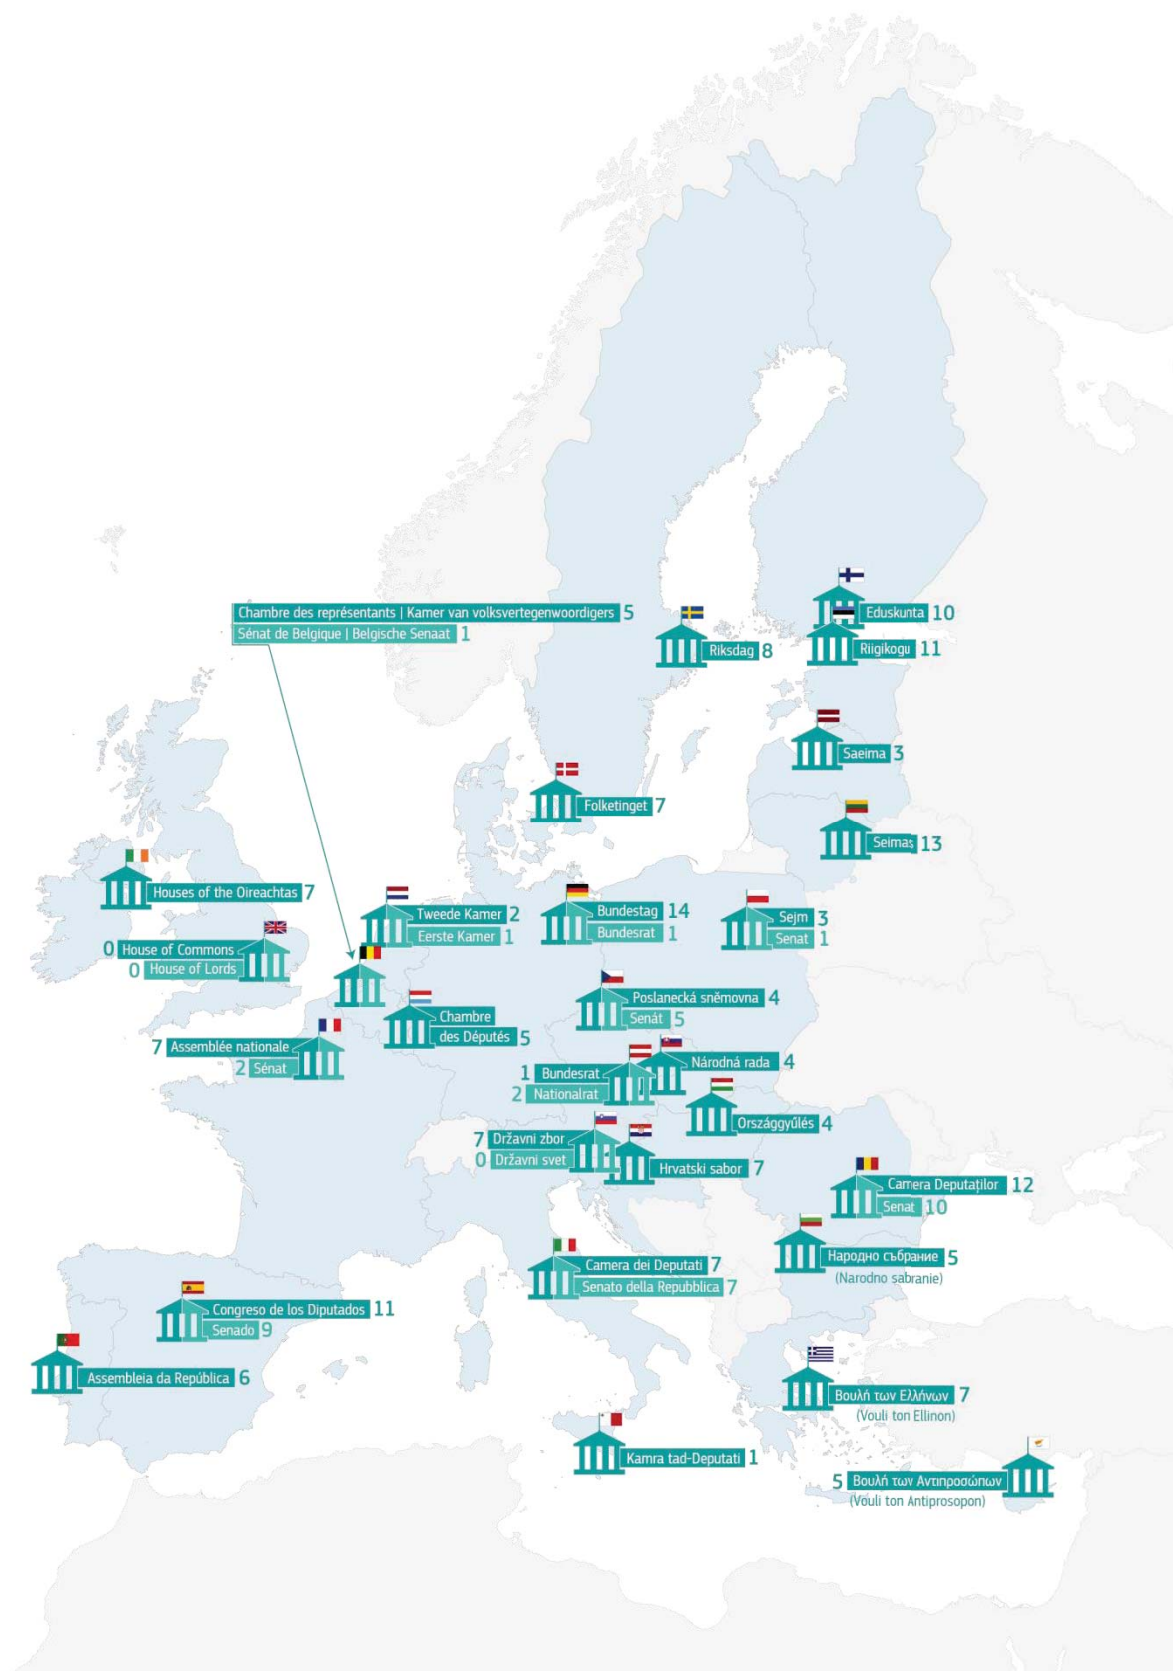 Eduskunta 10
Chambre des représentants | Kamer van volksvertegenwoordigers 5
Sénat de Belgique | Belgische Senaat 1
Riksdag 8
Riigikogu 11
Saeima 3
Folketinget 7
Seimas 13
Houses of the Oireachtas 7
Tweede Kamer 2
Eerste Kamer 1
Bundestag 14
Bundesrat 1
Sejm 3
Senat 1
0 House of Commons
0 House of Lords
Poslanecká sněmovna 4
Senát 5
Chambre
des Députés 5
7 Assemblée nationale
2 Sénat
Národná rada 4
1 Bundesrat
2 Nationalrat
Országgyűlés 4
7 Državni zbor
0 Državni svet
Hrvatski sabor 7
Camera Deputaților 12
Senat 10
Народно събрание 5
(Narodno sabranie)
Camera dei Deputati 7
Senato della Repubblica 7
Congreso de los Diputados 11
Senado 9
Assembleia da República 6
Βουλή των Ελλήνων 7
(Vouli ton Ellinon)
Kamra tad-Deputati 1
5 Βουλή των Αντιπροσώπων
(Vouli ton Antiprosopon)